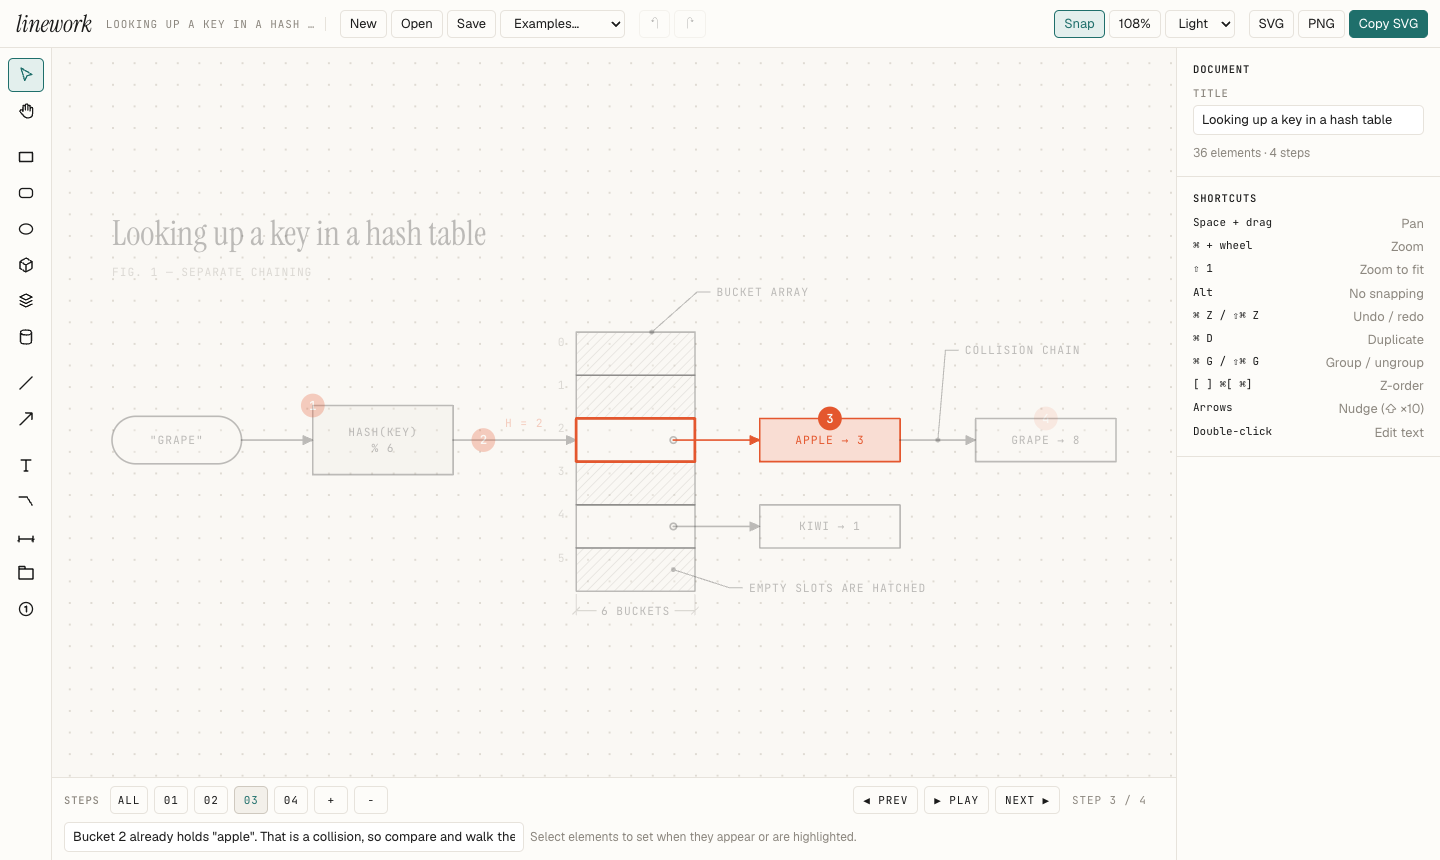 linework LOOKING UP A KEY IN A HASH … New Open Save Examples… Snap 108% Light SVG PNG Copy SVG
DOCUMENT
TITLE
Looking up a key in a hash table
36 elements · 4 steps
SHORTCUTS
Space + drag Pan
⌘ + wheel Zoom
⇧ 1 Zoom to fit
Alt No snapping
⌘ Z / ⇧⌘ Z Undo / redo
⌘ D Duplicate
⌘ G / ⇧⌘ G Group / ungroup
[ ] ⌘[ ⌘] Z-order
Arrows Nudge (⇧ ×10)
Double-click Edit text
Looking up a key in a hash table
FIG. 1 — SEPARATE CHAINING
BUCKET ARRAY
COLLISION CHAIN
"GRAPE"
1
HASH(KEY)
% 6
2
H = 2
0
1
2
3
4
5
3
APPLE → 3
GRAPE → 8
KIWI → 1
EMPTY SLOTS ARE HATCHED
6 BUCKETS
T
1
STEPS ALL 01 02 03 04 + - ◀ PREV ▶ PLAY NEXT ▶ STEP 3 / 4
Bucket 2 already holds "apple". That is a collision, so compare and walk the
Select elements to set when they appear or are highlighted.